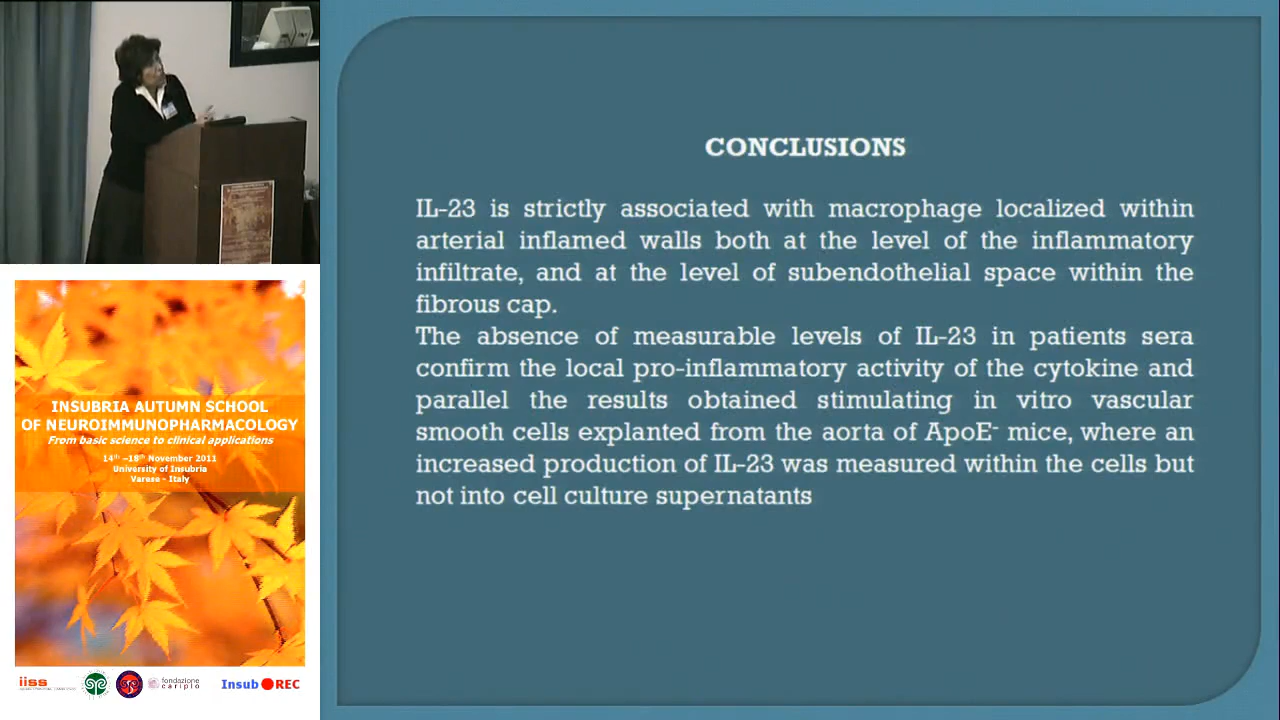 CONCLUSIONS
IL-23 is strictly associated with macrophage localized within
arterial inflamed walls both at the level of the inflammatory
infiltrate, and at the level of subendothelial space within the
fibrous cap.
The absence of measurable levels of IL-23 in patients sera
confirm the local pro-inflammatory activity of the cytokine and
parallel the results obtained stimulating in vitro vascular
smooth cells explanted from the aorta of ApoE- mice, where an
increased production of IL-23 was measured within the cells but
not into cell culture supernatants
INSUBRIA AUTUMN SCHOOL
OF NEUROIMMUNOPHARMACOLOGY
From basic science to clinical applications
14th –18th November 2011
University of Insubria
Varese - Italy
iiss
fondazione
cariplo
Insub REC